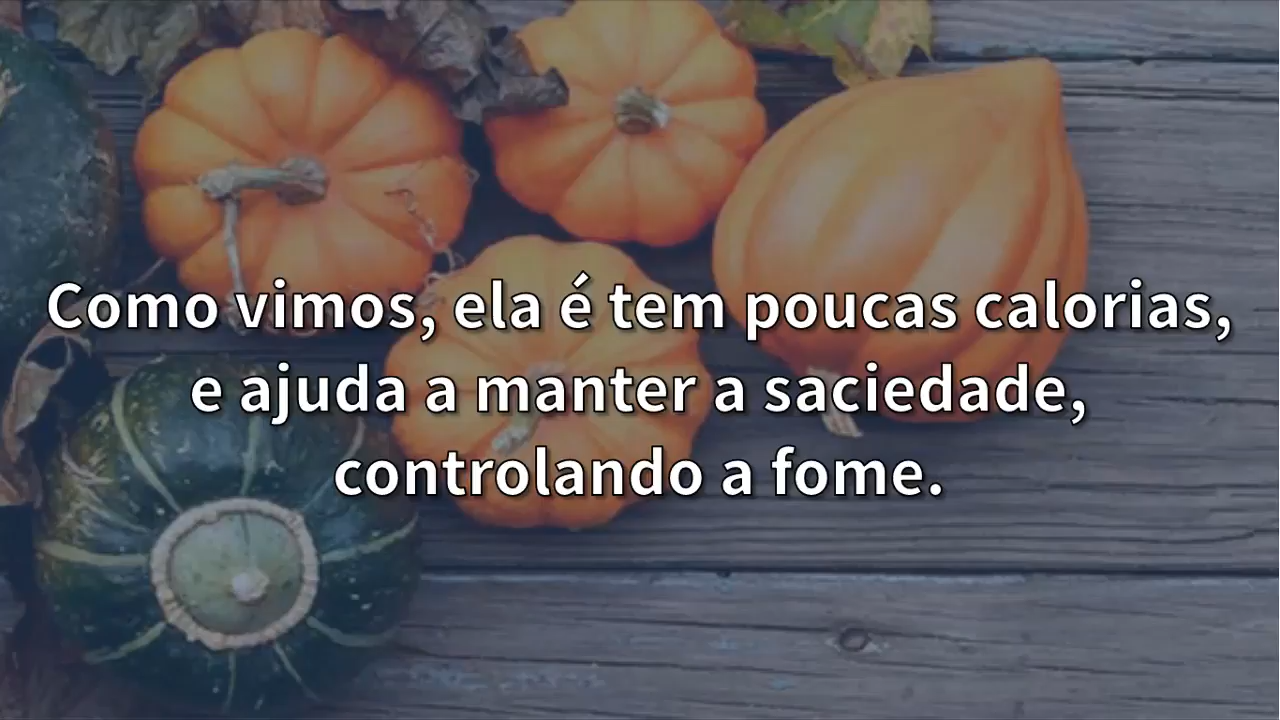 Como vimos, ela é tem poucas calorias,
e ajuda a manter a saciedade,
controlando a fome.